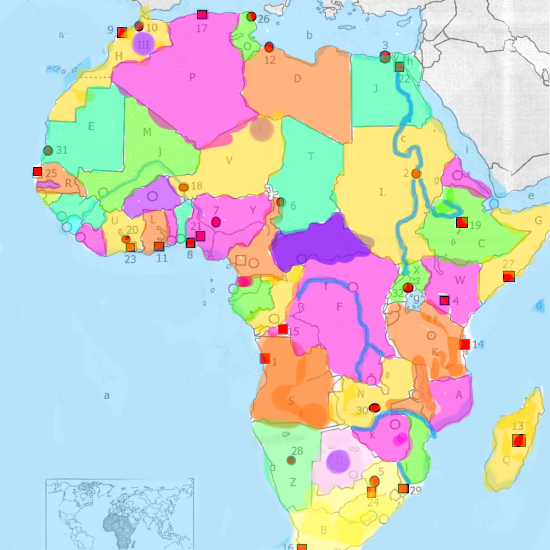 17
26
10
9
III
b
a
O
3
12
h
H
22
P
D
J
E
M
c
31
j
i
V
T
I.
25
R
2
18
e
6
7
Y
U
G
21
19
20
C
23
11
8
X
27
W
32
g
4
F
d
15
14
K
1
a
N
A
S
30
k
13
28
II
Q
5
Z
29
24
B
16